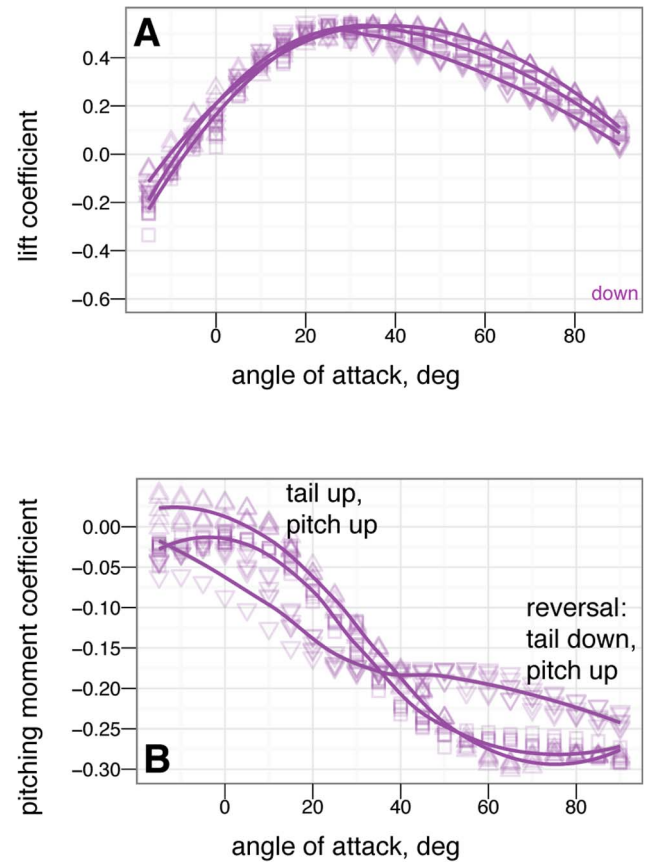 A
lift coefficient
0.4
0.2
0.0
−0.2
−0.4
−0.6
down
0 20 40 60 80
angle of attack, deg
pitching moment coefficient
tail up,
pitch up
0.00
−0.05
−0.10
−0.15
−0.20
−0.25
−0.30
reversal:
tail down,
pitch up
B
0 20 40 60 80
angle of attack, deg